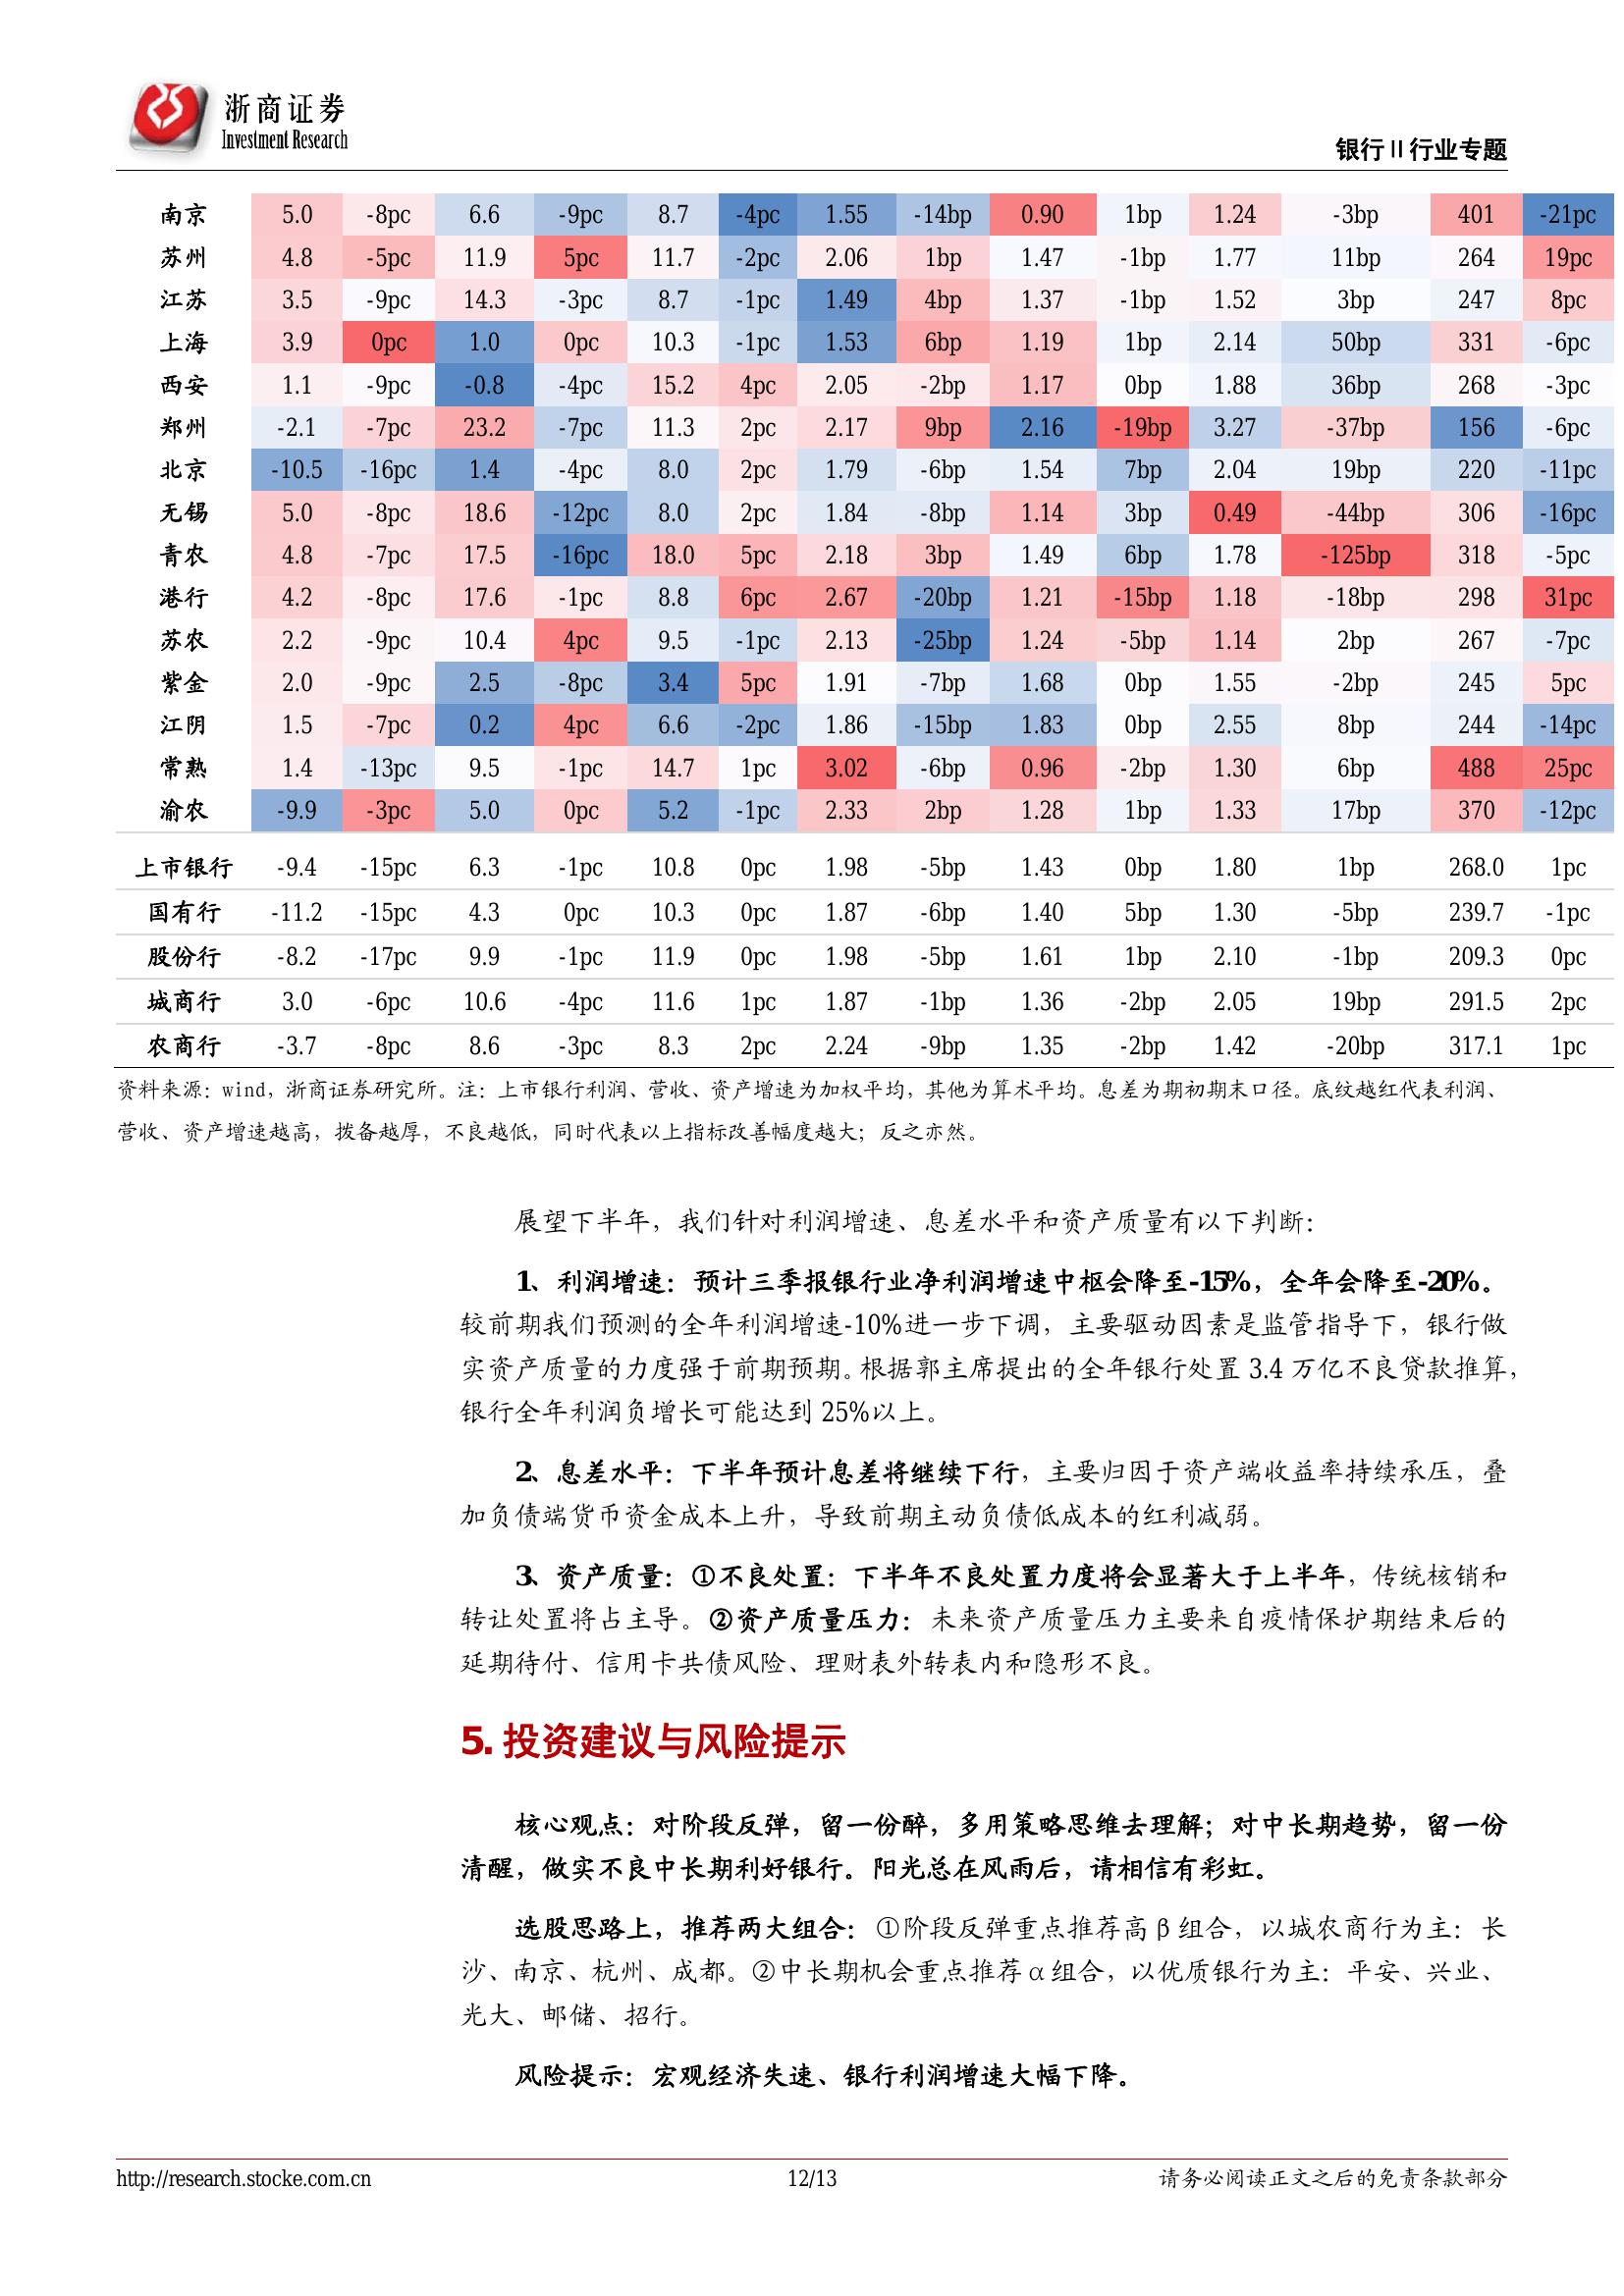 浙商证券
Investment Research
银行Ⅱ行业专题
南京 5.0 -8pc 6.6 -9pc 8.7 -4pc 1.55 -14bp 0.90 1bp 1.24 -3bp 401 -21pc
苏州 4.8 -5pc 11.9 5pc 11.7 -2pc 2.06 1bp 1.47 -1bp 1.77 11bp 264 19pc
江苏 3.5 -9pc 14.3 -3pc 8.7 -1pc 1.49 4bp 1.37 -1bp 1.52 3bp 247 8pc
上海 3.9 0pc 1.0 0pc 10.3 -1pc 1.53 6bp 1.19 1bp 2.14 50bp 331 -6pc
西安 1.1 -9pc -0.8 -4pc 15.2 4pc 2.05 -2bp 1.17 0bp 1.88 36bp 268 -3pc
郑州 -2.1 -7pc 23.2 -7pc 11.3 2pc 2.17 9bp 2.16 -19bp 3.27 -37bp 156 -6pc
北京 -10.5 -16pc 1.4 -4pc 8.0 2pc 1.79 -6bp 1.54 7bp 2.04 19bp 220 -11pc
无锡 5.0 -8pc 18.6 -12pc 8.0 2pc 1.84 -8bp 1.14 3bp 0.49 -44bp 306 -16pc
青农 4.8 -7pc 17.5 -16pc 18.0 5pc 2.18 3bp 1.49 6bp 1.78 -125bp 318 -5pc
港行 4.2 -8pc 17.6 -1pc 8.8 6pc 2.67 -20bp 1.21 -15bp 1.18 -18bp 298 31pc
苏农 2.2 -9pc 10.4 4pc 9.5 -1pc 2.13 -25bp 1.24 -5bp 1.14 2bp 267 -7pc
紫金 2.0 -9pc 2.5 -8pc 3.4 5pc 1.91 -7bp 1.68 0bp 1.55 -2bp 245 5pc
江阴 1.5 -7pc 0.2 4pc 6.6 -2pc 1.86 -15bp 1.83 0bp 2.55 8bp 244 -14pc
常熟 1.4 -13pc 9.5 -1pc 14.7 1pc 3.02 -6bp 0.96 -2bp 1.30 6bp 488 25pc
渝农 -9.9 -3pc 5.0 0pc 5.2 -1pc 2.33 2bp 1.28 1bp 1.33 17bp 370 -12pc
上市银行 -9.4 -15pc 6.3 -1pc 10.8 0pc 1.98 -5bp 1.43 0bp 1.80 1bp 268.0 1pc
国有行 -11.2 -15pc 4.3 0pc 10.3 0pc 1.87 -6bp 1.40 5bp 1.30 -5bp 239.7 -1pc
股份行 -8.2 -17pc 9.9 -1pc 11.9 0pc 1.98 -5bp 1.61 1bp 2.10 -1bp 209.3 0pc
城商行 3.0 -6pc 10.6 -4pc 11.6 1pc 1.87 -1bp 1.36 -2bp 2.05 19bp 291.5 2pc
农商行 -3.7 -8pc 8.6 -3pc 8.3 2pc 2.24 -9bp 1.35 -2bp 1.42 -20bp 317.1 1pc
资料来源：wind，浙商证券研究所。注：上市银行利润、营收、资产增速为加权平均，其他为算术平均。息差为期初期末口径。底纹越红代表利润、
营收、资产增速越高，拨备越厚，不良越低，同时代表以上指标改善幅度越大；反之亦然。
展望下半年，我们针对利润增速、息差水平和资产质量有以下判断：
1、利润增速：预计三季报银行业净利润增速中枢会降至-15%，全年会降至-20%。
较前期我们预测的全年利润增速-10%进一步下调，主要驱动因素是监管指导下，银行做
实资产质量的力度强于前期预期。根据郭主席提出的全年银行处置 3.4 万亿不良贷款推算，
银行全年利润负增长可能达到 25%以上。
2、息差水平：下半年预计息差将继续下行，主要归因于资产端收益率持续承压，叠
加负债端货币资金成本上升，导致前期主动负债低成本的红利减弱。
3、资产质量：①不良处置：下半年不良处置力度将会显著大于上半年，传统核销和
转让处置将占主导。②资产质量压力：未来资产质量压力主要来自疫情保护期结束后的
延期待付、信用卡共债风险、理财表外转表内和隐形不良。
5. 投资建议与风险提示
核心观点：对阶段反弹，留一份醉，多用策略思维去理解；对中长期趋势，留一份
清醒，做实不良中长期利好银行。阳光总在风雨后，请相信有彩虹。
选股思路上，推荐两大组合：①阶段反弹重点推荐高 β 组合，以城农商行为主：长
沙、南京、杭州、成都。②中长期机会重点推荐 α 组合，以优质银行为主：平安、兴业、
光大、邮储、招行。
风险提示：宏观经济失速、银行利润增速大幅下降。
http://research.stocke.com.cn 12/13 请务必阅读正文之后的免责条款部分